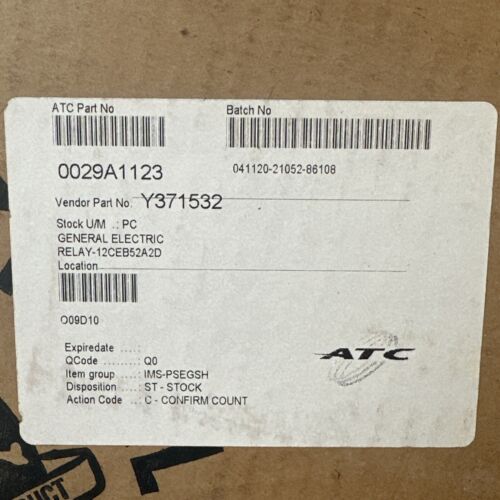 ATC Part No Batch No
0029A1123 041120-21052-86108
Vendor Part No. Y371532
Stock U/M .: PC
GENERAL ELECTRIC
RELAY-12CEB52A2D
Location
O09D10
Expiredate ....:
QCode ....: Q0
Item group ....: IMS-PSEGSH
Disposition ....: ST - STOCK
Action Code ..: C - CONFIRM COUNT
ATC